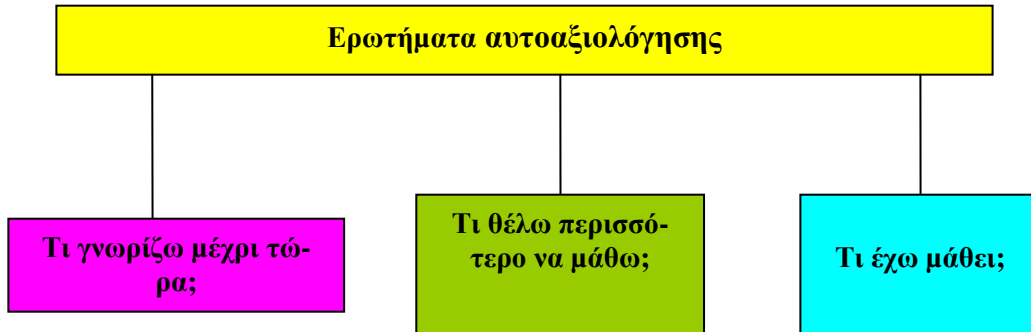 Ερωτήματα αυτοαξιολόγησης
Τι γνωρίζω μέχρι τώ-
ρα;
Τι θέλω περισσό-
τερο να μάθω;
Τι έχω μάθει;